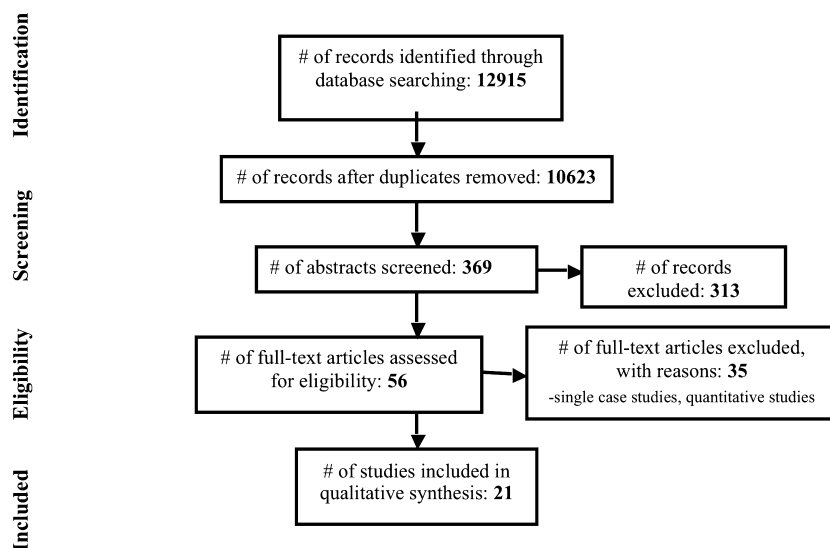 Identification
# of records identified through
database searching: 12915
# of records after duplicates removed: 10623
Screening
# of abstracts screened: 369
# of records
excluded: 313
Eligibility
# of full-text articles assessed
for eligibility: 56
# of full-text articles excluded,
with reasons: 35
-single case studies, quantitative studies
Included
# of studies included in
qualitative synthesis: 21